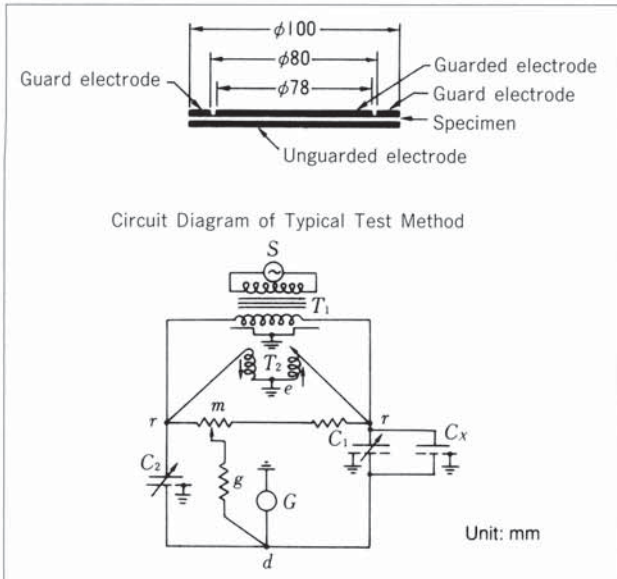 φ100
φ80
Guard electrode
Guarded electrode
φ78
Guard electrode
Specimen
Unguarded electrode
Circuit Diagram of Typical Test Method
S
T1
T2
e
r
m
r
C1
Cx
C2
g
G
Unit: mm
d